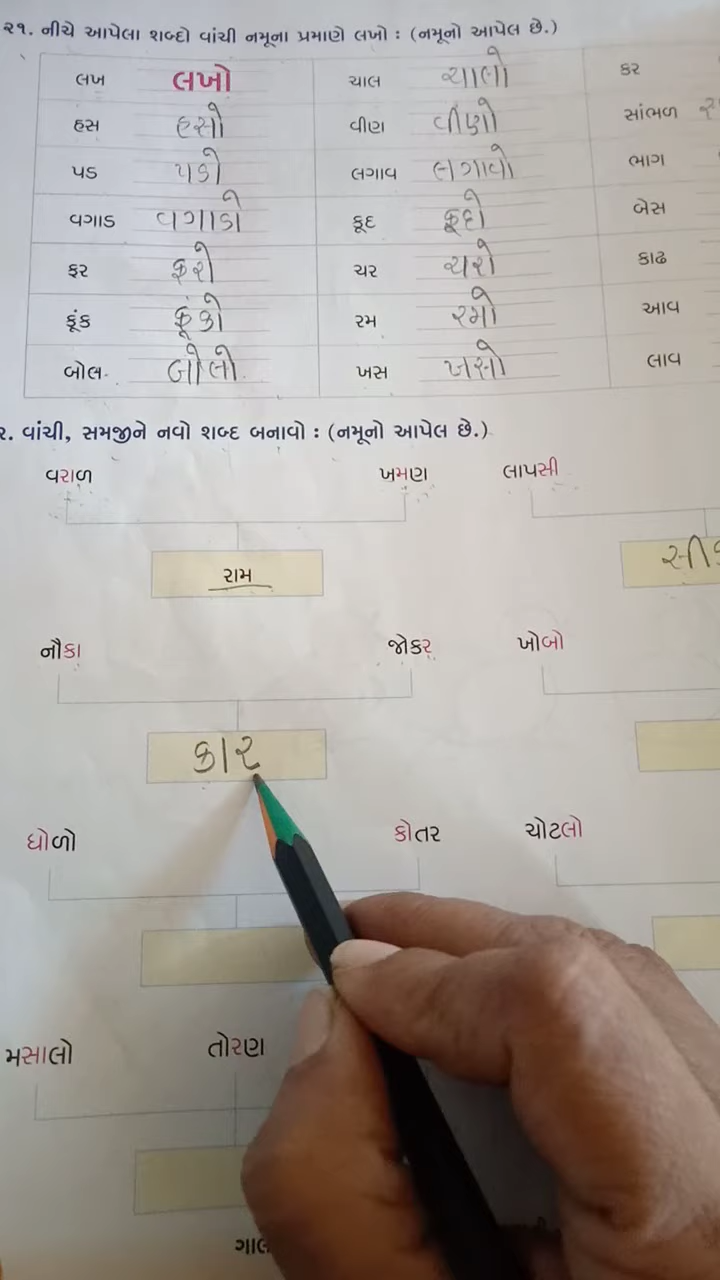 ૨૧. નીચે આપેલા શબ્દો વાંચી નમૂના પ્રમાણે લખો : (નમૂનો આપેલ છે.)
લખ લખો ચાલ ચાલો કર
હસ હસો વીણ વીણો સાંભળ
પડ પડો લગાવ લગાવો ભાગ
વગાડ વગાડો કૂદ કૂદો બેસ
ફર ફરો ચર ચરો કાઢ
ફૂંક ફૂંકો રમ રમો આવ
બોલ બોલો ખસ ખસો લાવ
૨. વાંચી, સમજીને નવો શબ્દ બનાવો : (નમૂનો આપેલ છે.)
વરાળ ખમણ લાપસી
રામ
નૌકા જોકર ખોબો
કાર
ઘોળો કોતર ચોટલો
મસાલો તોરણ